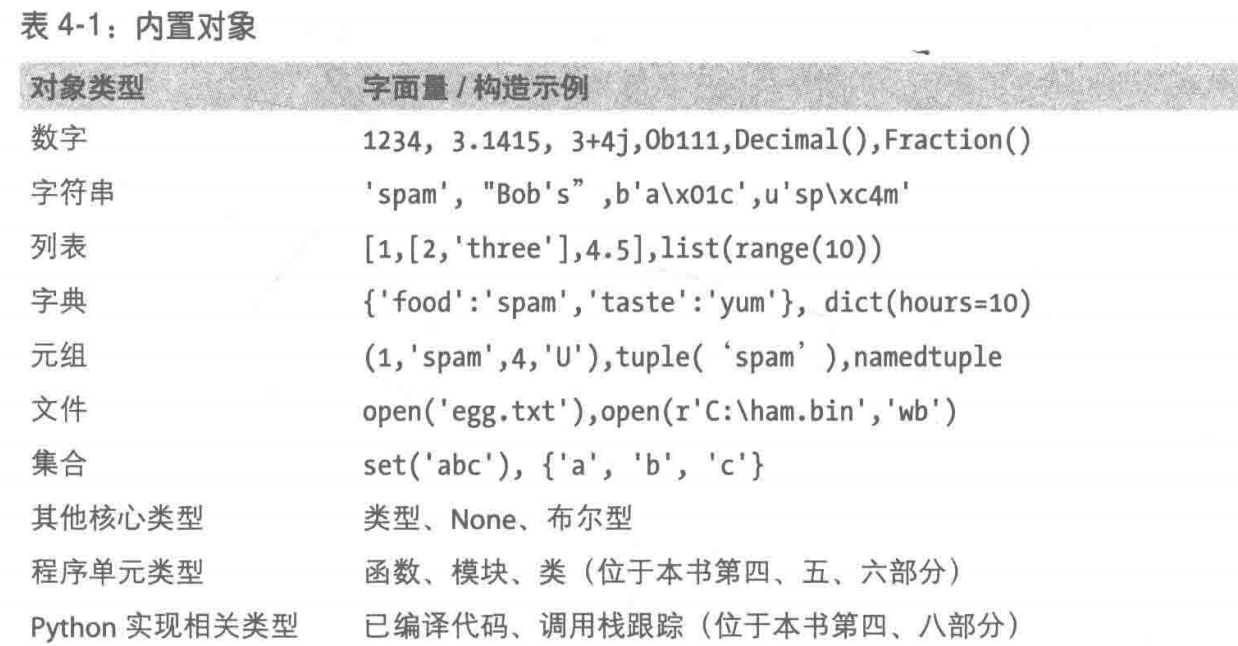 表 4-1：内置对象
对象类型 字面量 / 构造示例
数字 1234, 3.1415, 3+4j,0b111,Decimal(),Fraction()
字符串 'spam', "Bob's” ,b'a\x01c',u'sp\xc4m'
列表 [1,[2,'three'],4.5],list(range(10))
字典 {'food':'spam','taste':'yum'}, dict(hours=10)
元组 (1,'spam',4,'U'),tuple( ‘spam’ ),namedtuple
文件 open('egg.txt'),open(r'C:\ham.bin','wb')
集合 set('abc'), {'a', 'b', 'c'}
其他核心类型 类型、None、布尔型
程序单元类型 函数、模块、类（位于本书第四、五、六部分）
Python 实现相关类型 已编译代码、调用栈跟踪（位于本书第四、八部分）